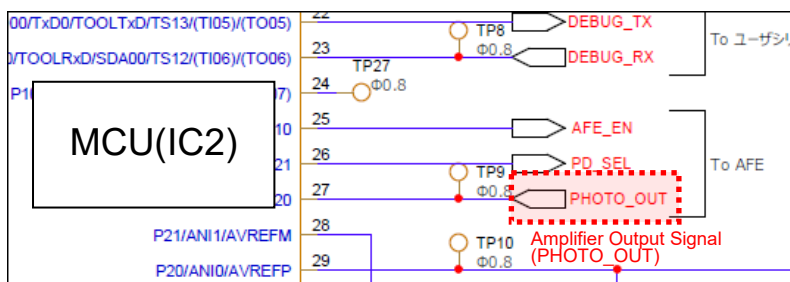 00/TxD0/TOOLTxD/TS13/(TI05)/(TO05)
22
DEBUG_TX
TP8
Φ0.8
To ユーザシリ
0/TOOLRxD/SDA00/TS12/(TI06)/(TO06)
23
DEBUG_RX
TP27
Φ0.8
P10
7)
24
MCU(IC2)
10
25
AFE_EN
21
26
PD_SEL
To AFE
TP9
Φ0.8
20
27
PHOTO_OUT
P21/ANI1/AVREFM
28
Amplifier Output Signal
(PHOTO_OUT)
TP10
Φ0.8
P20/ANI0/AVREFP
29